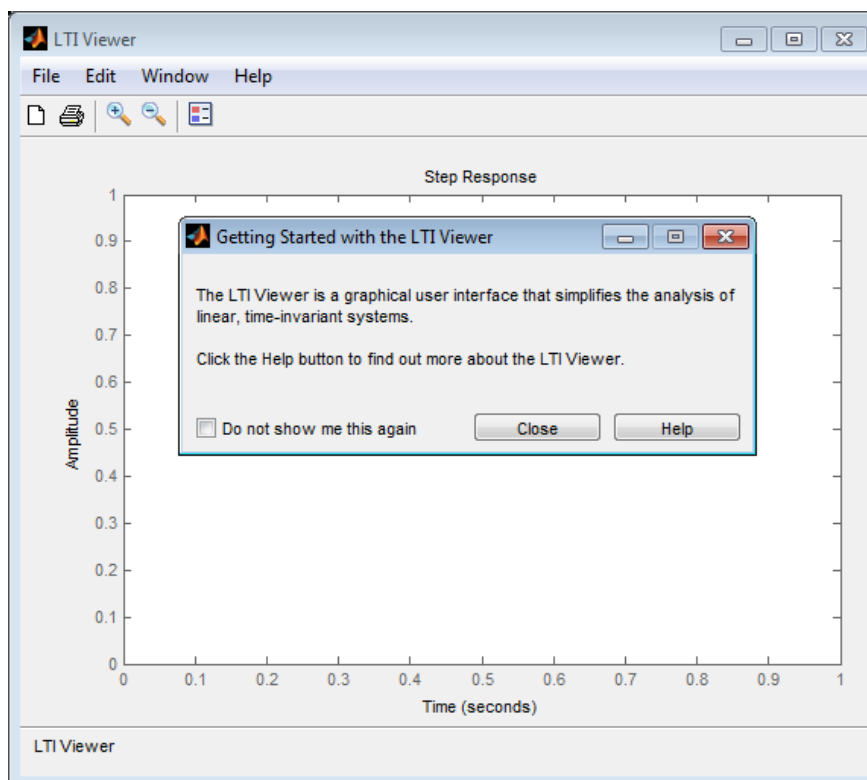 LTI Viewer
File Edit Window Help
Step Response
1
0.9
0.8
0.7
0.6
0.5
0.4
0.3
0.2
0.1
0
Amplitude
Getting Started with the LTI Viewer
The LTI Viewer is a graphical user interface that simplifies the analysis of
linear, time-invariant systems.
Click the Help button to find out more about the LTI Viewer.
Do not show me this again Close Help
0 0.1 0.2 0.3 0.4 0.5 0.6 0.7 0.8 0.9 1
Time (seconds)
LTI Viewer